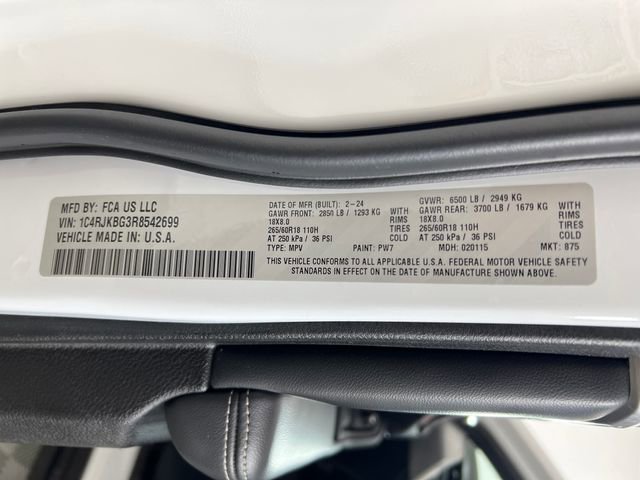 MFD BY: FCA US LLC
VIN: 1C4RJKBG3R8542699
VEHICLE MADE IN: U.S.A.
DATE OF MFR (BUILT): 2-24 GVWR: 6500 LB / 2949 KG
GAWR FRONT: 2850 LB / 1293 KG GAWR REAR: 3700 LB / 1679 KG
18X8.0 RIMS 18X8.0 RIMS
265/60R18 110H TIRES 265/60R18 110H TIRES
AT 250 kPa / 36 PSI COLD AT 250 kPa / 36 PSI COLD
TYPE: MPV PAINT: PW7 MDH: 020115 MKT: 875
THIS VEHICLE CONFORMS TO ALL APPLICABLE U.S.A. FEDERAL MOTOR VEHICLE SAFETY
STANDARDS IN EFFECT ON THE DATE OF MANUFACTURE SHOWN ABOVE.